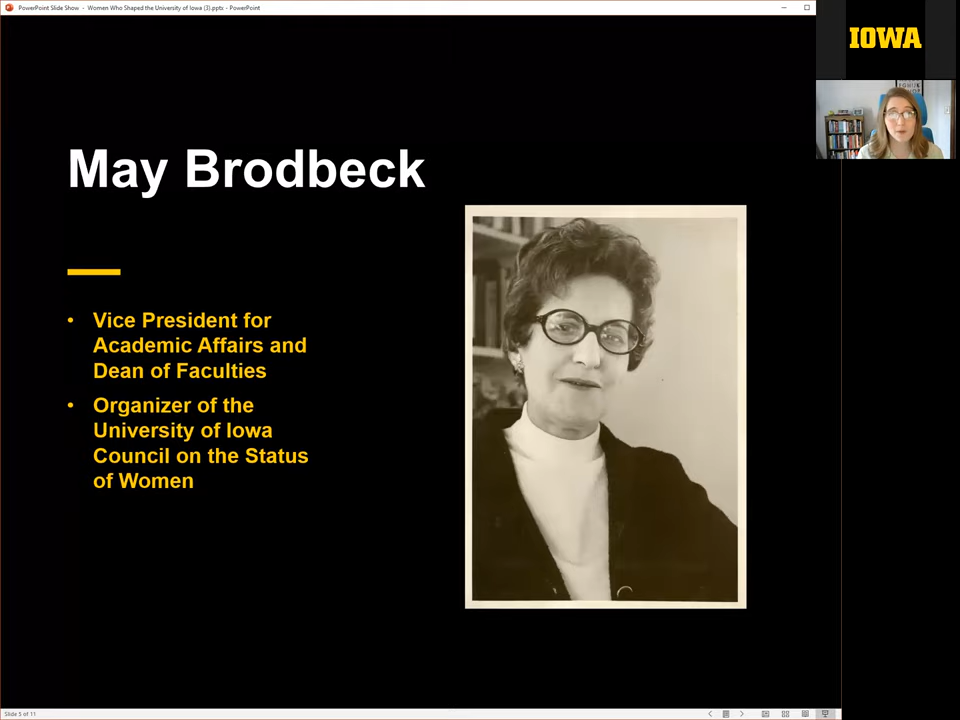 PowerPoint Slide Show - Women Who Shaped the University of Iowa (3).pptx - PowerPoint
IOWA
May Brodbeck
• Vice President for
Academic Affairs and
Dean of Faculties
• Organizer of the
University of Iowa
Council on the Status
of Women
Slide 5 of 11